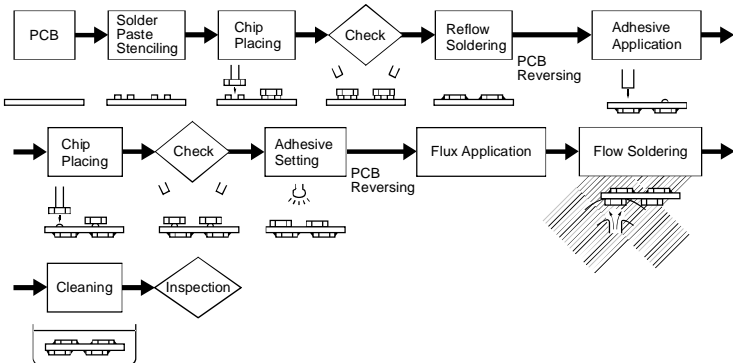 PCB
Solder
Paste
Stenciling
Chip
Placing
Check
Reflow
Soldering
PCB
Reversing
Adhesive
Application
Chip
Placing
Check
Adhesive
Setting
PCB
Reversing
Flux Application
Flow Soldering
Cleaning
Inspection